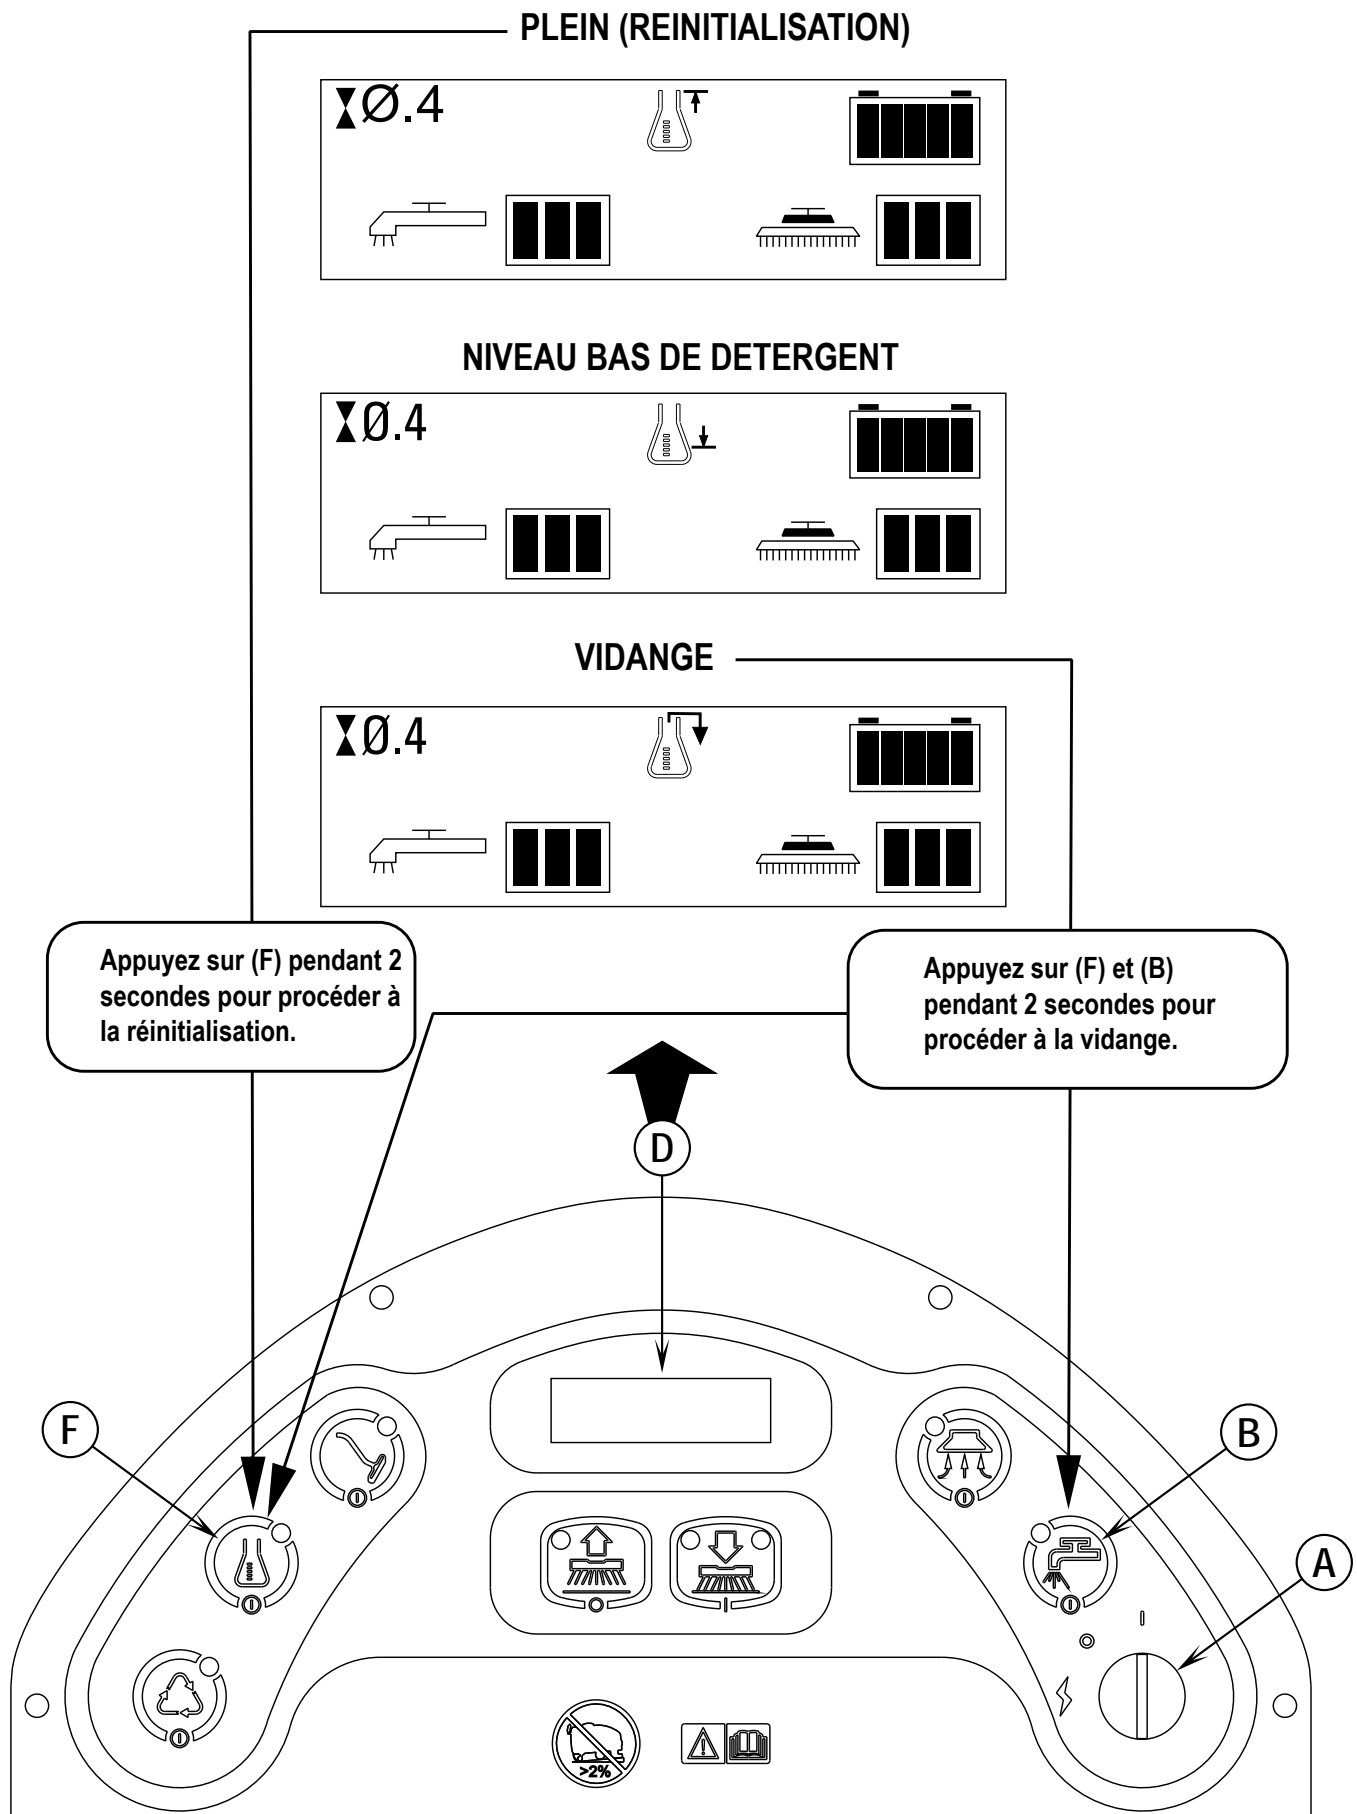 PLEIN (REINITIALISATION)
Ø.4
NIVEAU BAS DE DETERGENT
Ø.4
VIDANGE
Ø.4
Appuyez sur (F) pendant 2
secondes pour procéder à
la réinitialisation.
Appuyez sur (F) et (B)
pendant 2 secondes pour
procéder à la vidange.
D
F
B
A
>2%